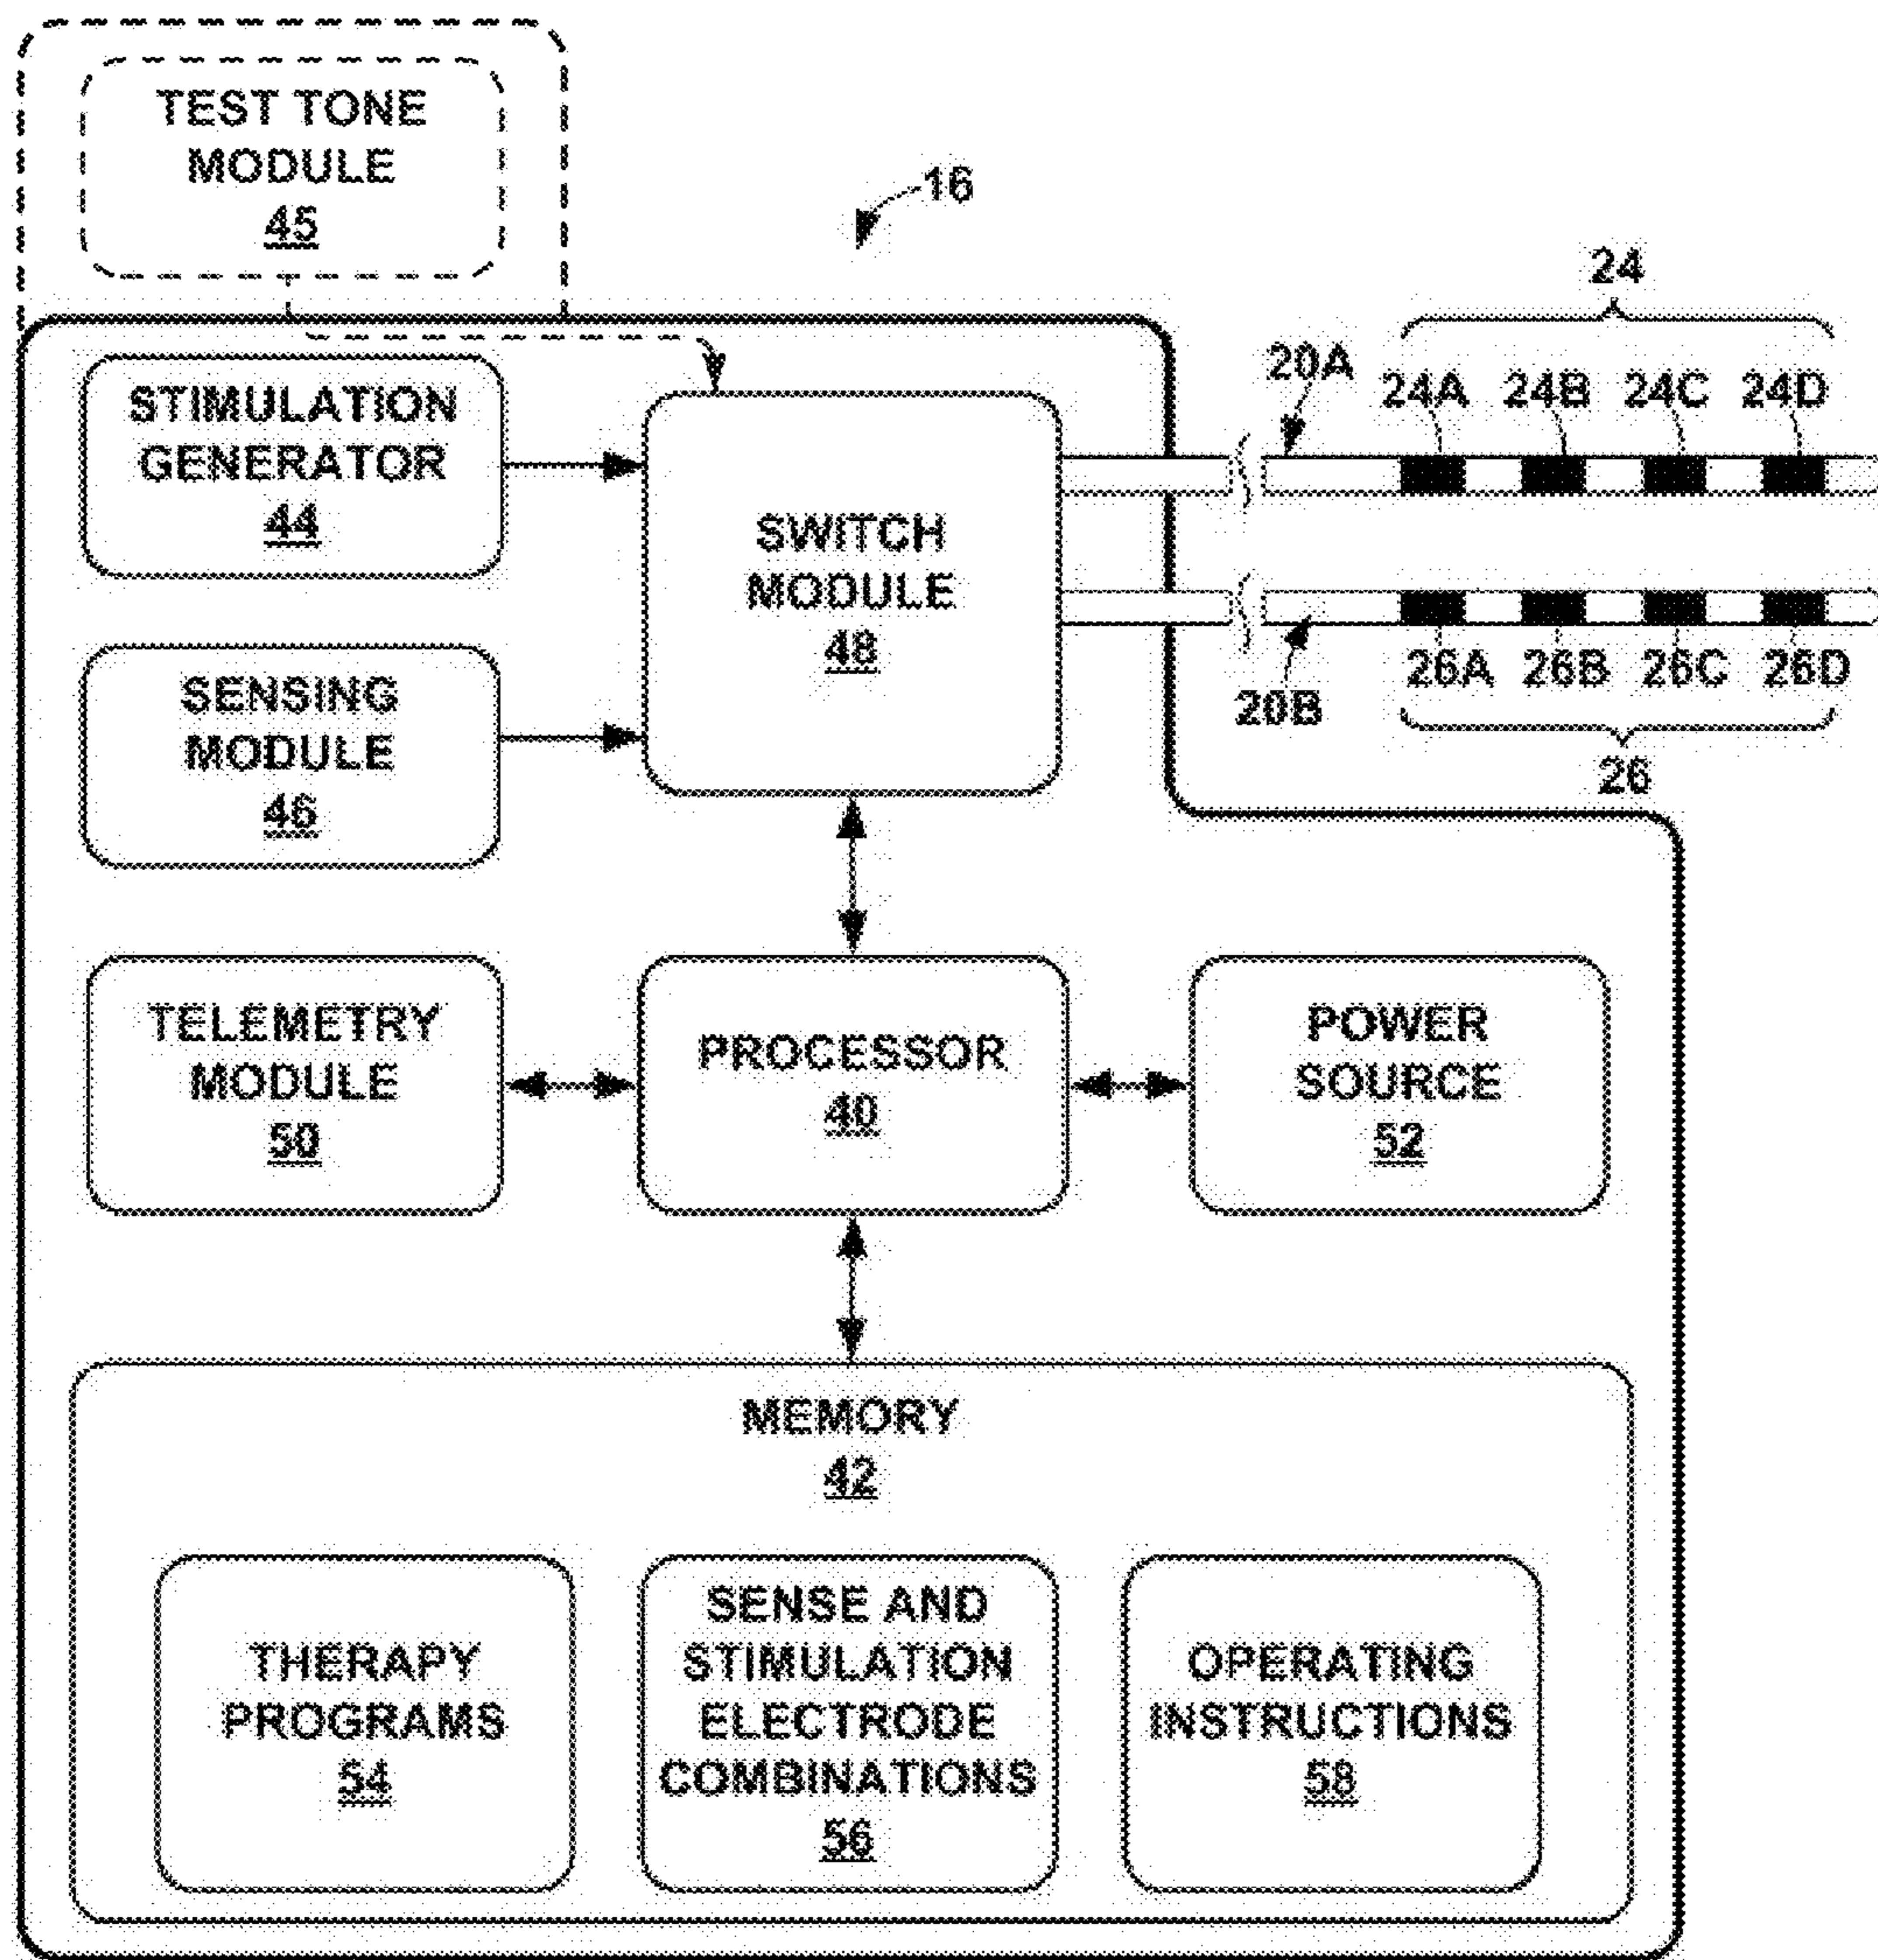 TEST TONE
MODULE
45
16
24
20A
24A 24B 24C 24D
STIMULATION
GENERATOR
44
SWITCH
MODULE
48
26A 26B 26C 26D
20B
26
SENSING
MODULE
46
TELEMETRY
MODULE
50
PROCESSOR
40
POWER
SOURCE
52
MEMORY
42
THERAPY
PROGRAMS
54
SENSE AND
STIMULATION
ELECTRODE
COMBINATIONS
56
OPERATING
INSTRUCTIONS
58